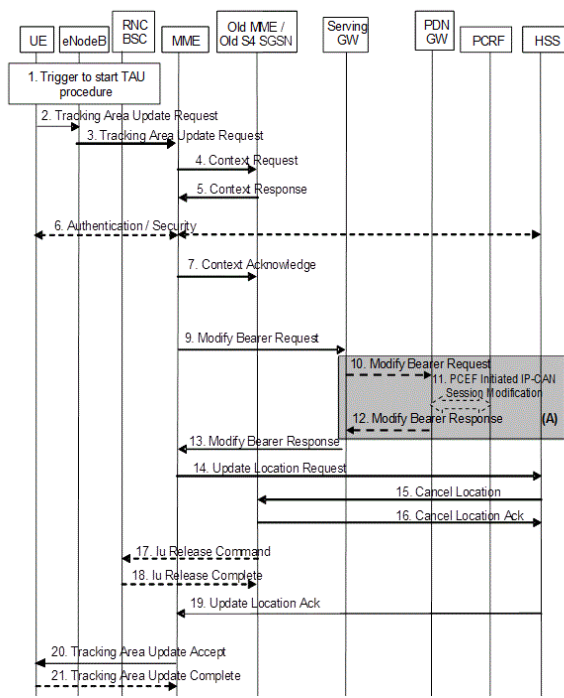 UE
eNodeB
RNC
BSC
MME
Old MME /
Old S4 SGSN
Serving
GW
PDN
GW
PCRF
HSS
1. Trigger to start TAU
procedure
2. Tracking Area Update Request
3. Tracking Area Update Request
4. Context Request
5. Context Response
6. Authentication / Security
7. Context Acknowledge
9. Modify Bearer Request
10. Modify Bearer Request
11. PCEF Initiated IP-CAN
Session Modification
12. Modify Bearer Response
(A)
13. Modify Bearer Response
14. Update Location Request
15. Cancel Location
16. Cancel Location Ack
17. Iu Release Command
18. Iu Release Complete
19. Update Location Ack
20. Tracking Area Update Accept
21. Tracking Area Update Complete